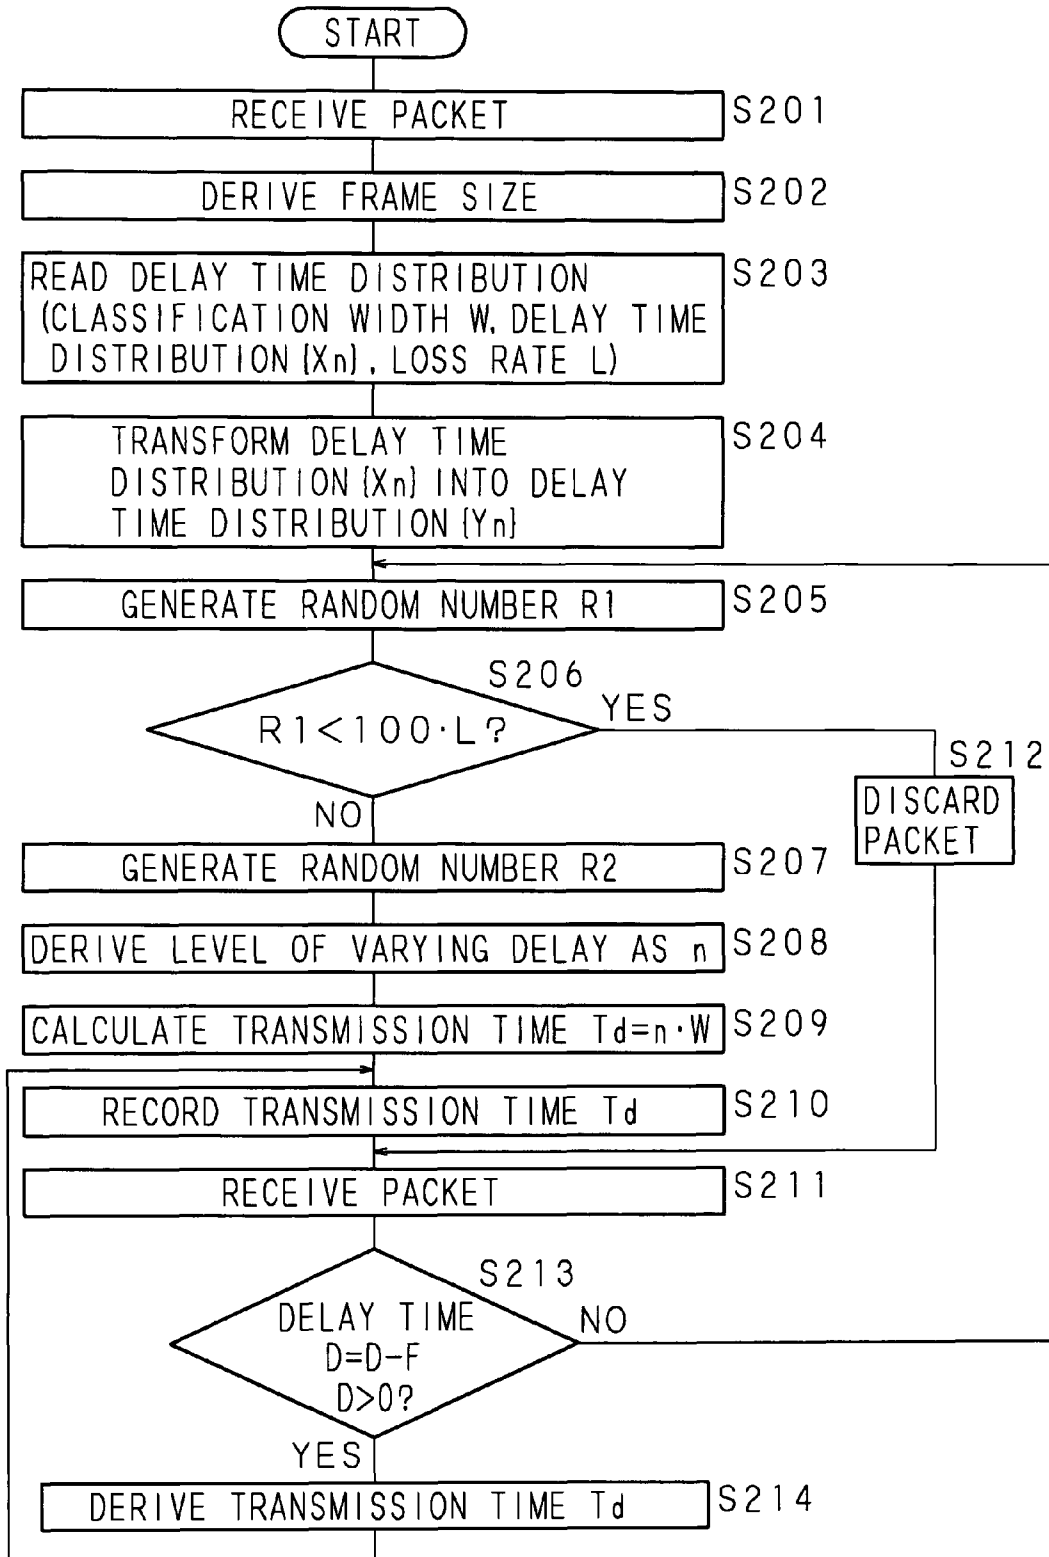 START
RECEIVE PACKET
S201
DERIVE FRAME SIZE
S202
READ DELAY TIME DISTRIBUTION
(CLASSIFICATION WIDTH W, DELAY TIME
DISTRIBUTION{Xn}, LOSS RATE L)
S203
TRANSFORM DELAY TIME
DISTRIBUTION{Xn} INTO DELAY
TIME DISTRIBUTION{Yn}
S204
GENERATE RANDOM NUMBER R1
S205
S206
R1<100·L?
YES
NO
S212
DISCARD
PACKET
GENERATE RANDOM NUMBER R2
S207
DERIVE LEVEL OF VARYING DELAY AS n
S208
CALCULATE TRANSMISSION TIME Td=n·W
S209
RECORD TRANSMISSION TIME Td
S210
RECEIVE PACKET
S211
S213
DELAY TIME
D=D-F
D>0?
NO
YES
DERIVE TRANSMISSION TIME Td
S214